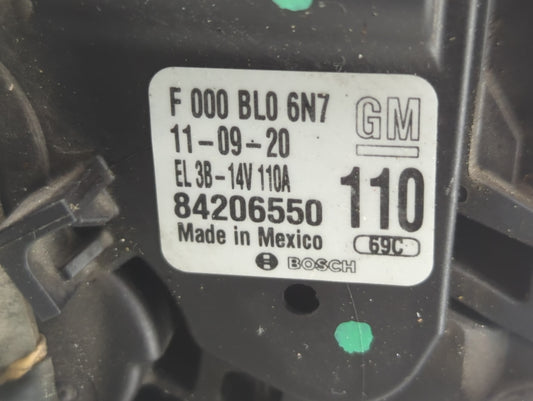 F 000 BL0 6N7
GM
11-09-20
EL 3B-14V 110A
110
84206550
Made in Mexico
69C
BOSCH